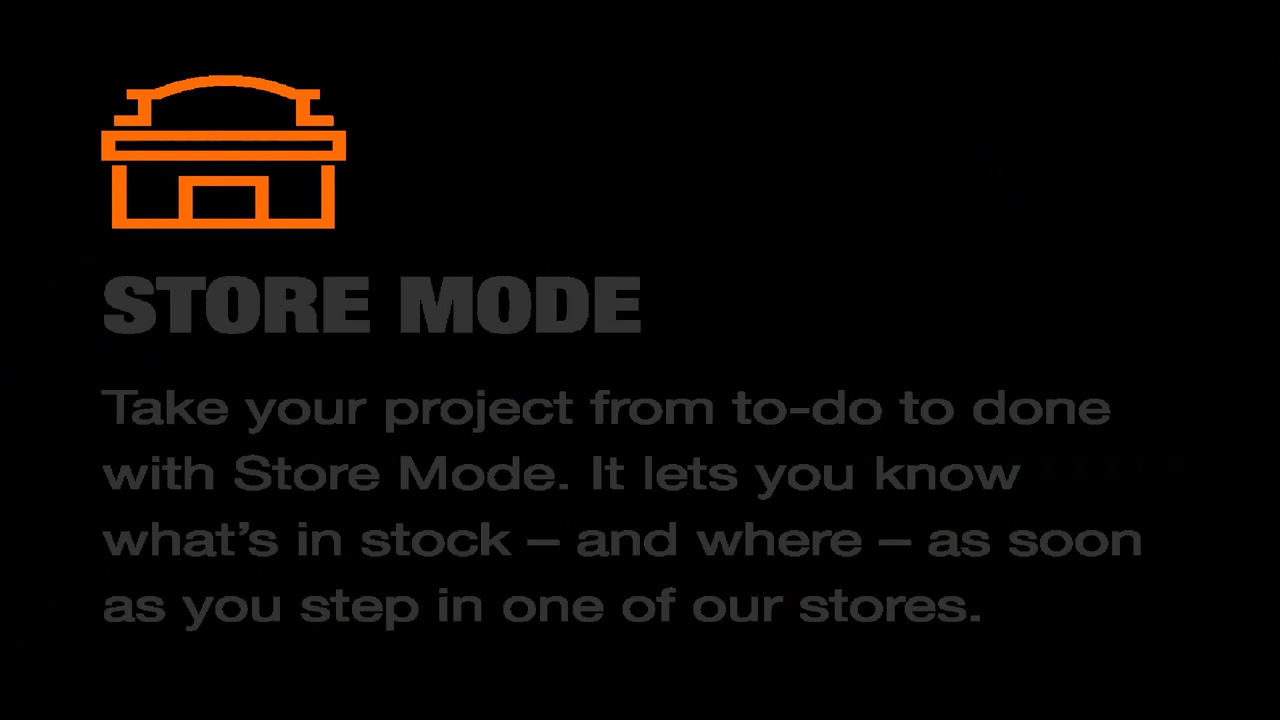 STORE MODE
Take your project from to-do to done
with Store Mode. It lets you know
what’s in stock – and where – as soon
as you step in one of our stores.